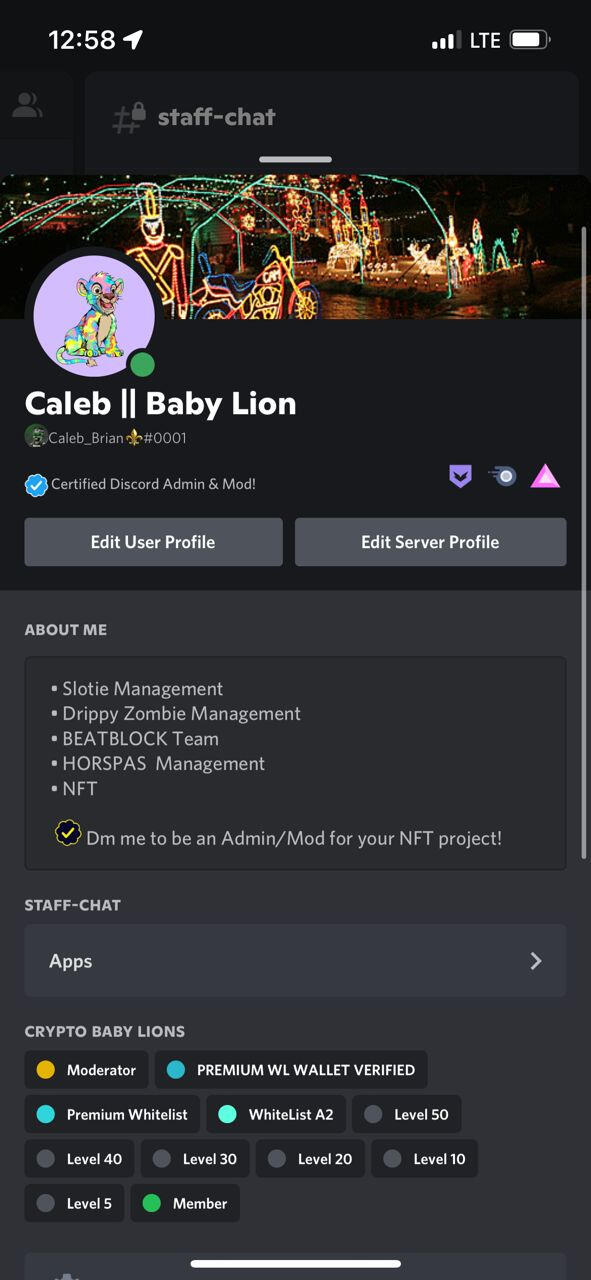 12:58
LTE
staff-chat
Caleb || Baby Lion
Caleb_Brian⚜#0001
Certified Discord Admin & Mod!
Edit User Profile
Edit Server Profile
ABOUT ME
• Slotie Management
• Drippy Zombie Management
• BEATBLOCK Team
• HORSPAS Management
• NFT
Dm me to be an Admin/Mod for your NFT project!
STAFF-CHAT
Apps
CRYPTO BABY LIONS
Moderator
PREMIUM WL WALLET VERIFIED
Premium Whitelist
WhiteList A2
Level 50
Level 40
Level 30
Level 20
Level 10
Level 5
Member